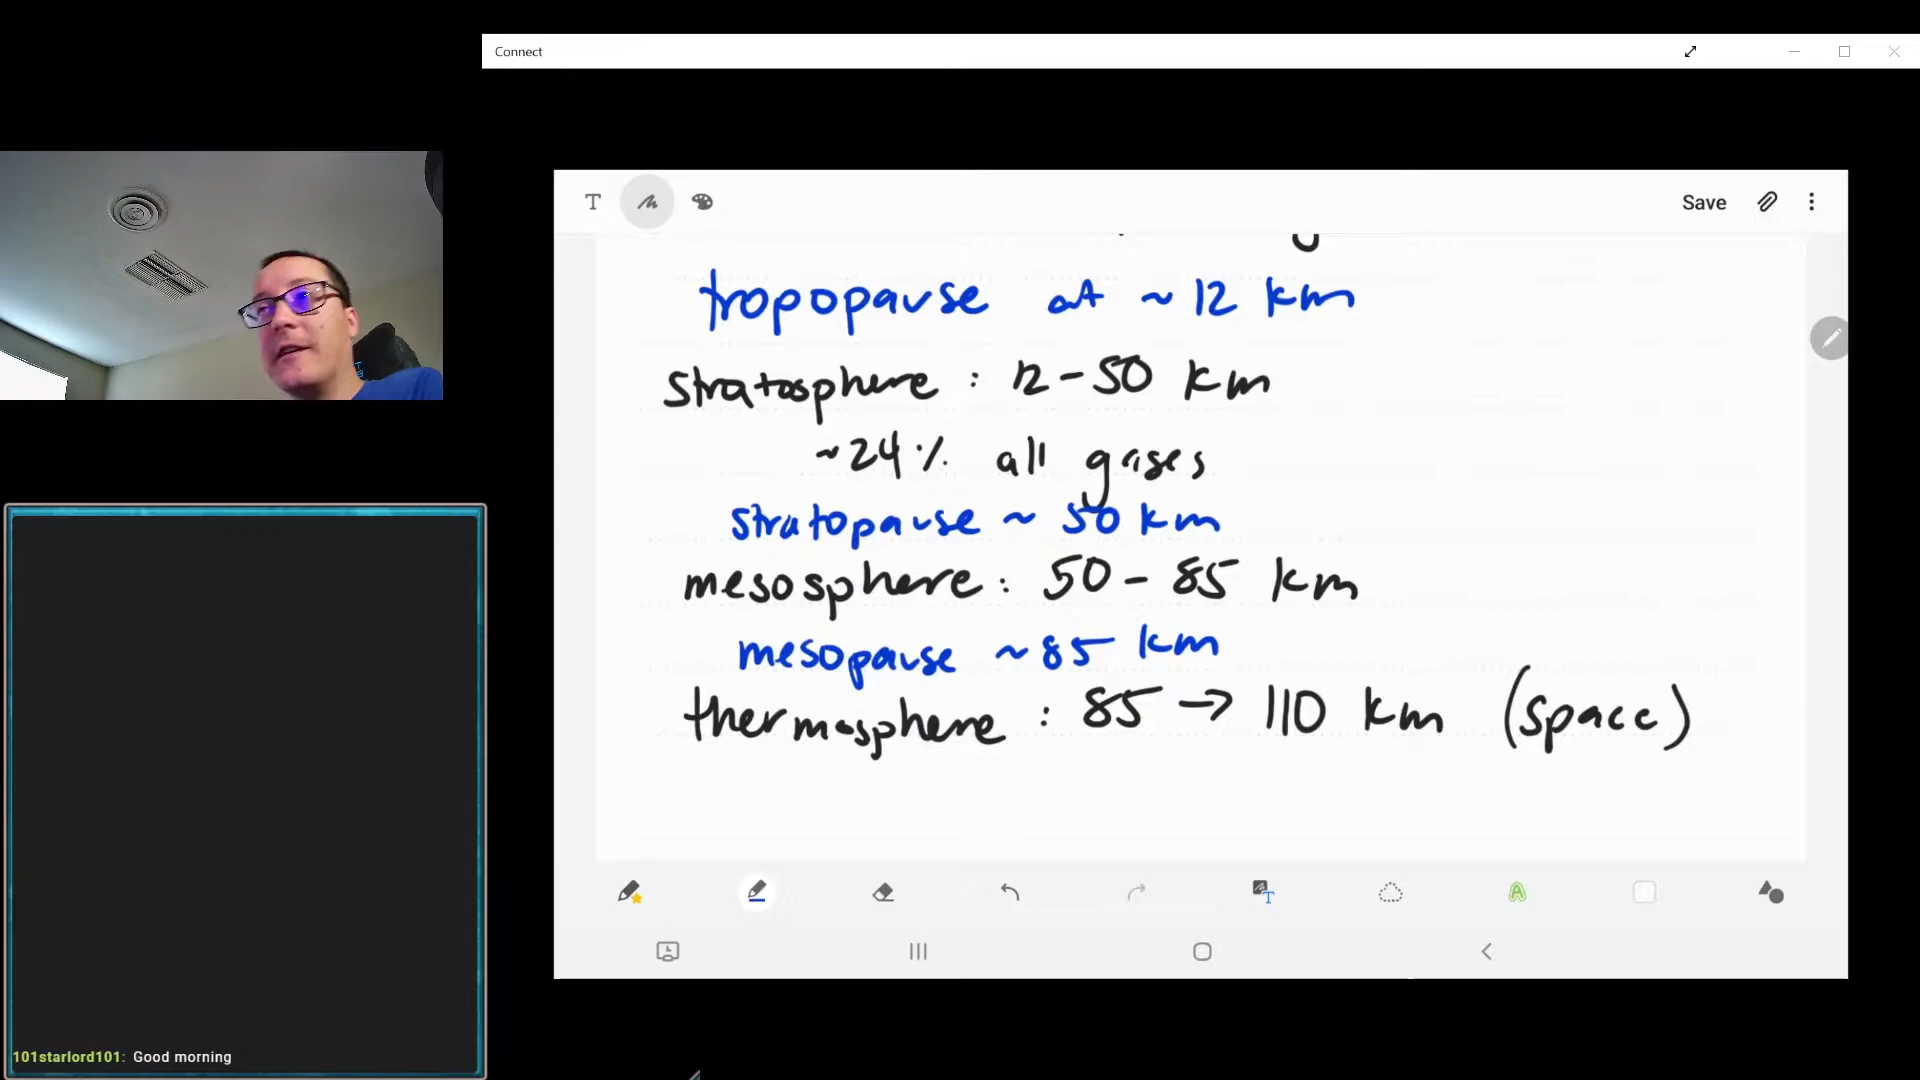 Connect
Save
tropopause at ~ 12 km
stratosphere : 12 - 50 km
~24% all gases
stratopause ~ 50 km
mesosphere : 50 - 85 km
mesopause ~85 km
thermosphere : 85 → 110 km (space)
101starlord101: Good morning